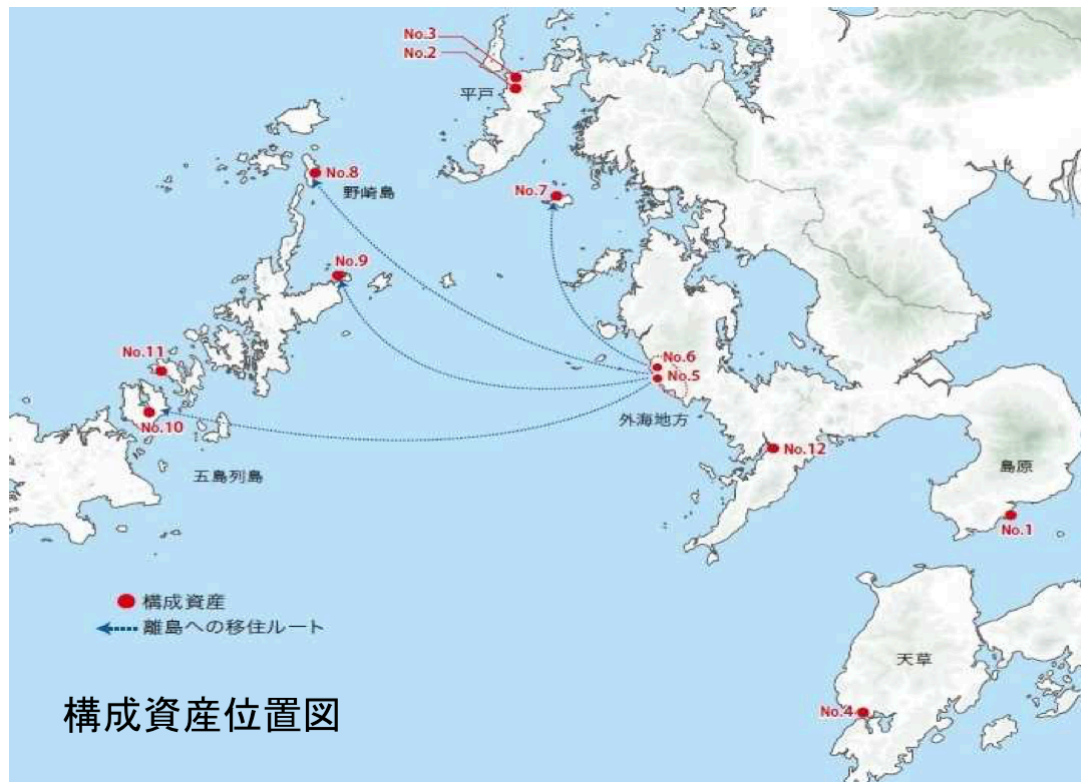 No.3
No.2
平戸
No.8
野崎島
No.7
No.9
No.11
No.10
五島列島
No.6
No.5
外海地方
No.12
島原
No.1
構成資産
離島への移住ルート
天草
No.4
構成資産位置図